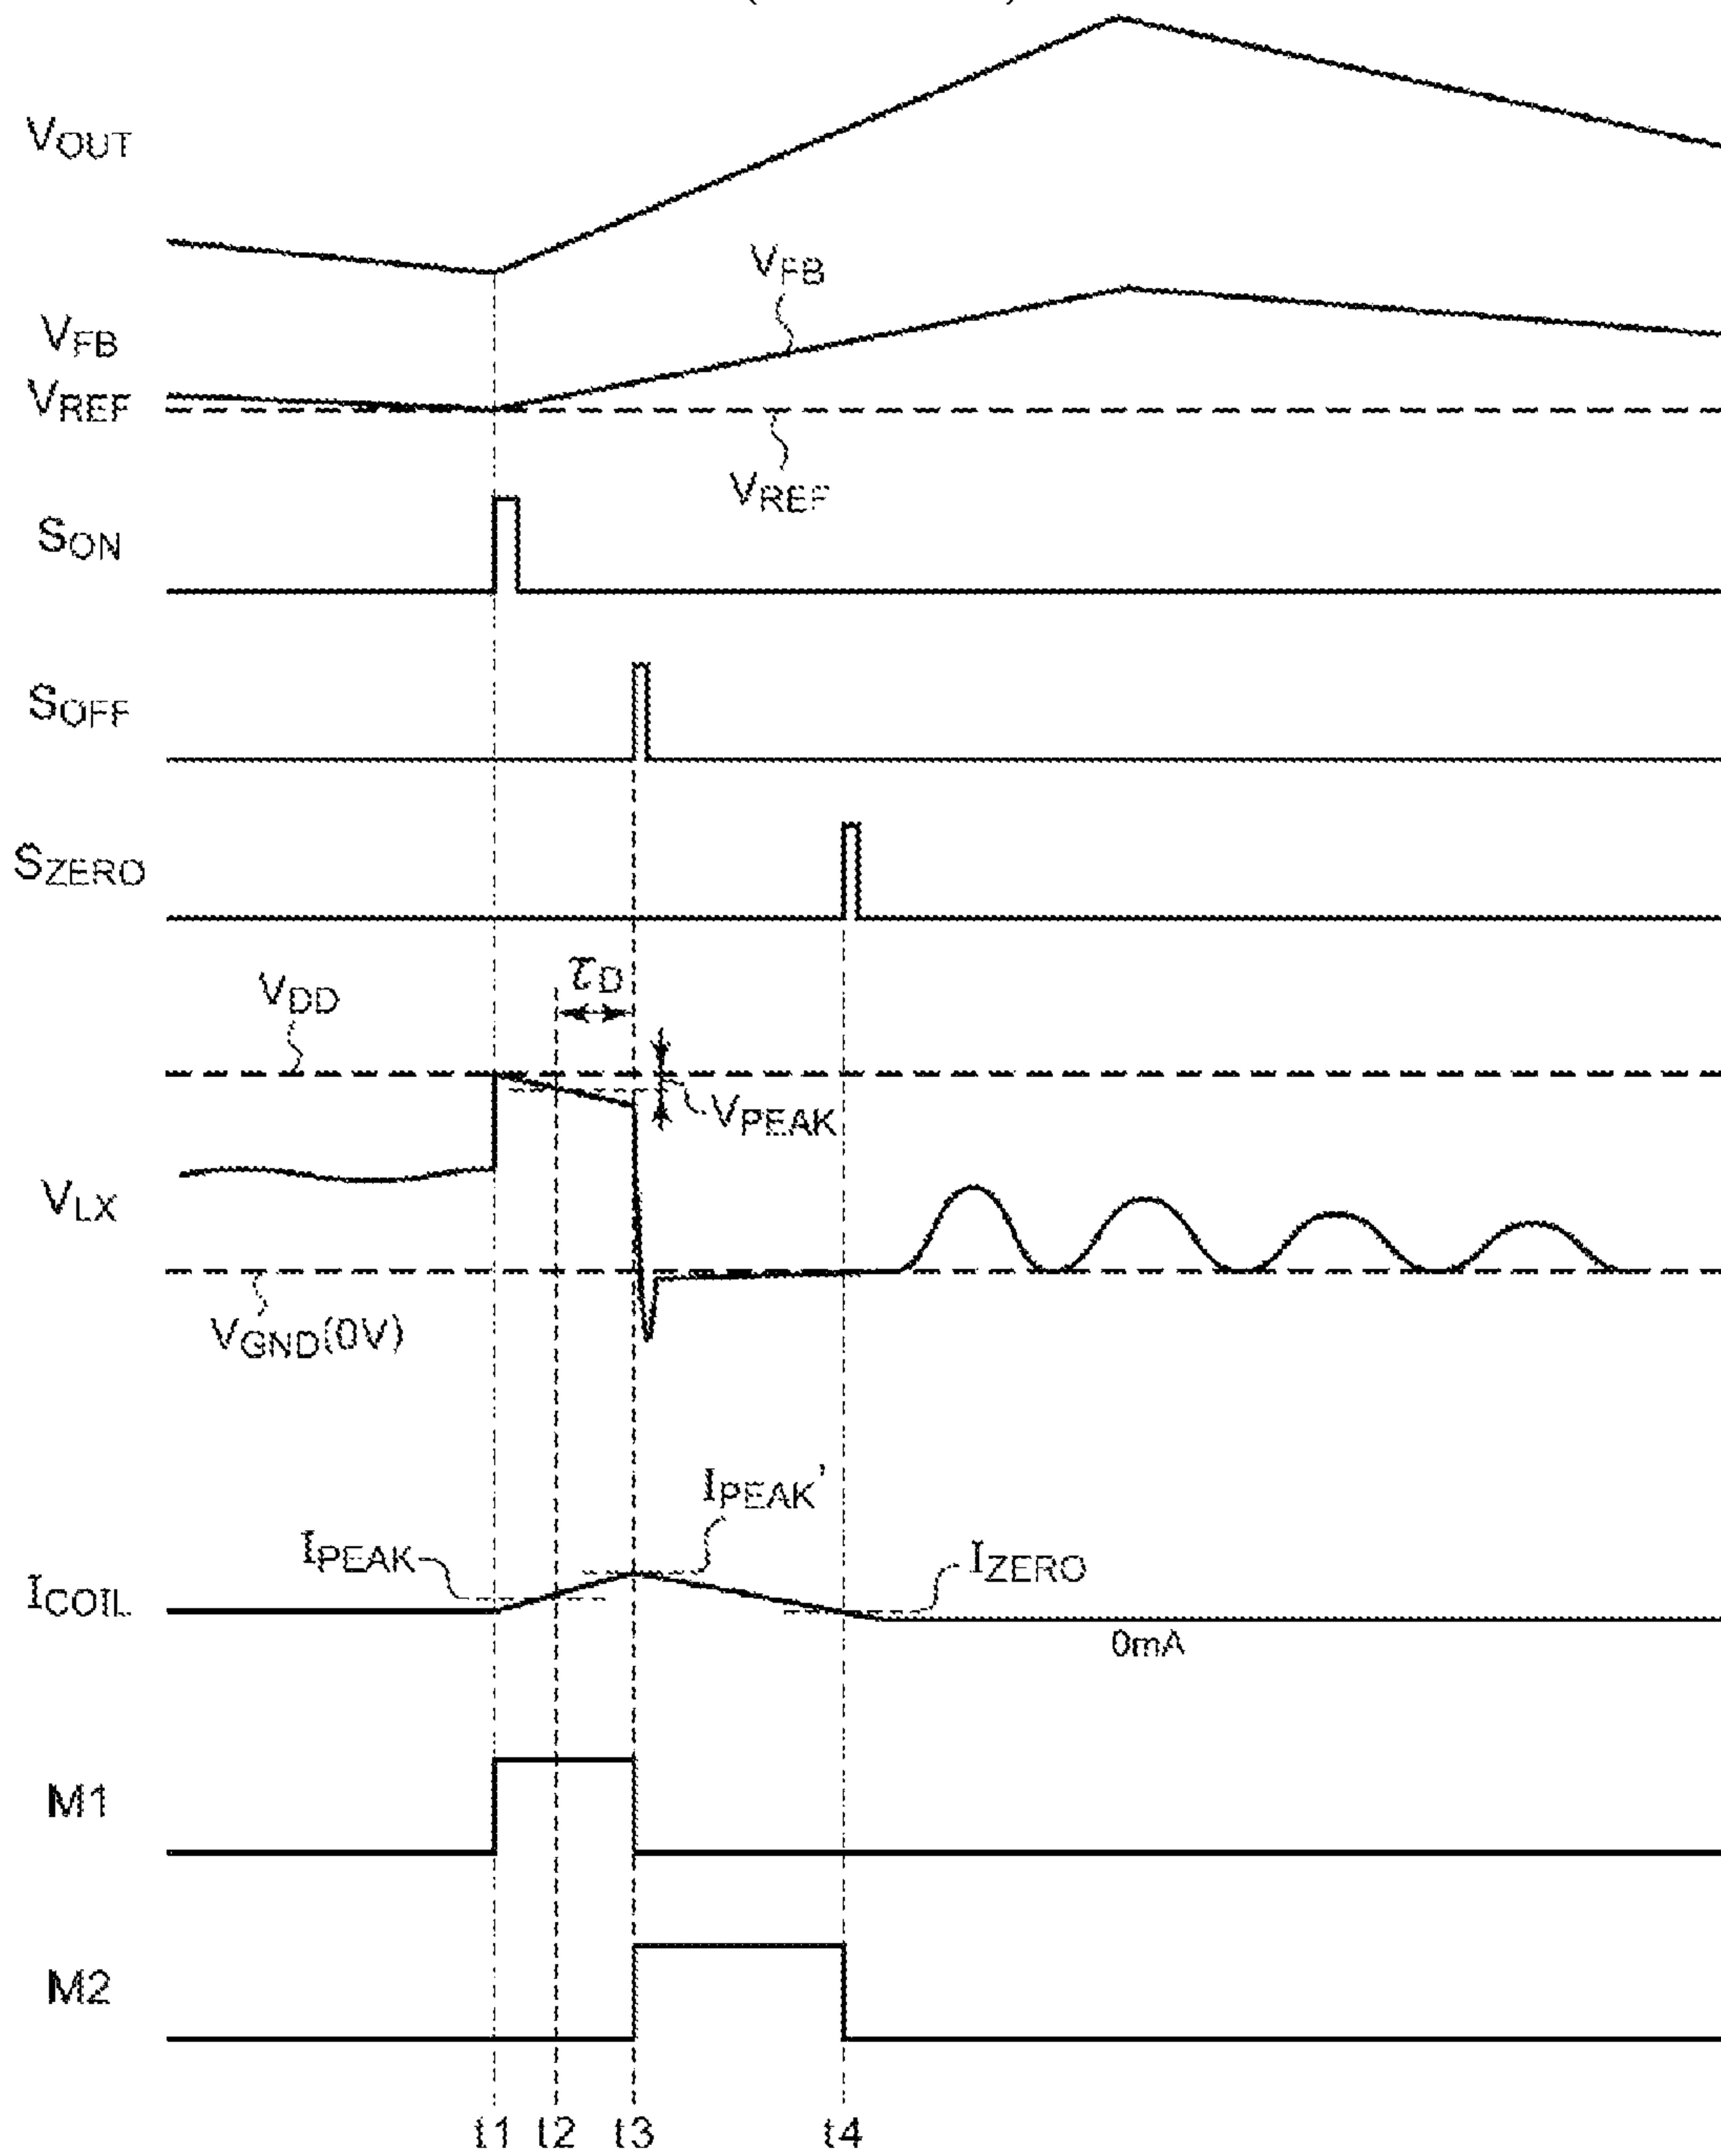 VOUT
VFB
VFB
VREF
VREF
SON
SOFF
SZERO
τD
VDD
VPEAK
VLX
VGND(0V)
IPEAK'
IPEAK
IZERO
ICOIL
0mA
M1
M2
t1 t2 t3 t4